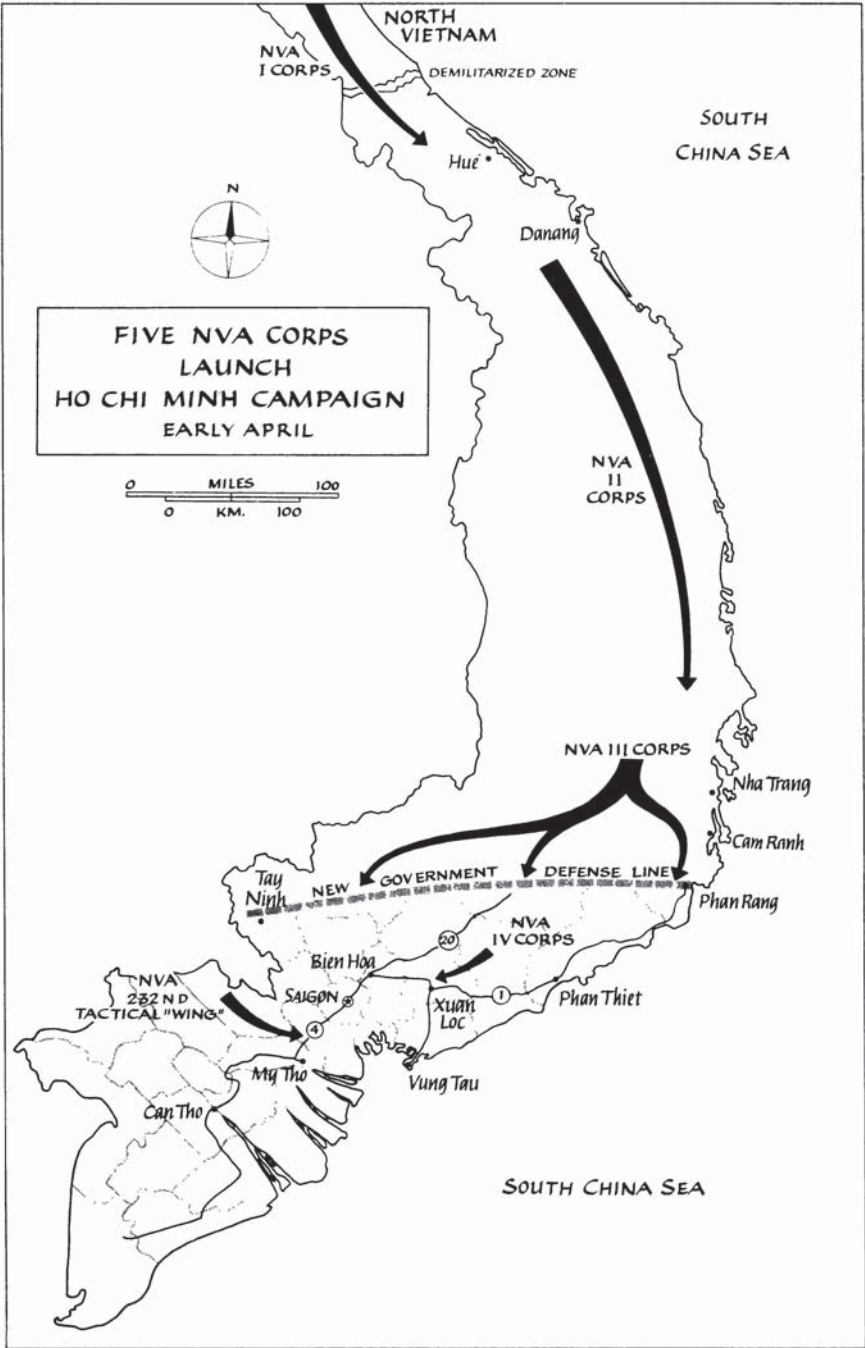 NORTH
VIETNAM
NVA
I CORPS
DEMILITARIZED ZONE
SOUTH
CHINA SEA
Hué
N
Danang
FIVE NVA CORPS
LAUNCH
HO CHI MINH CAMPAIGN
EARLY APRIL
0 MILES 100
0 KM. 100
NVA
II
CORPS
NVA III CORPS
Nha Trang
Cam Ranh
Tay
Ninh
NEW GOVERNMENT DEFENSE LINE
Phan Rang
NVA
IV CORPS
20
Bien Hoa
NVA
232ND
TACTICAL "WING"
SAIGON
Xuan
Loc
1
Phan Thiet
4
My Tho
Vung Tau
Can Tho
SOUTH CHINA SEA